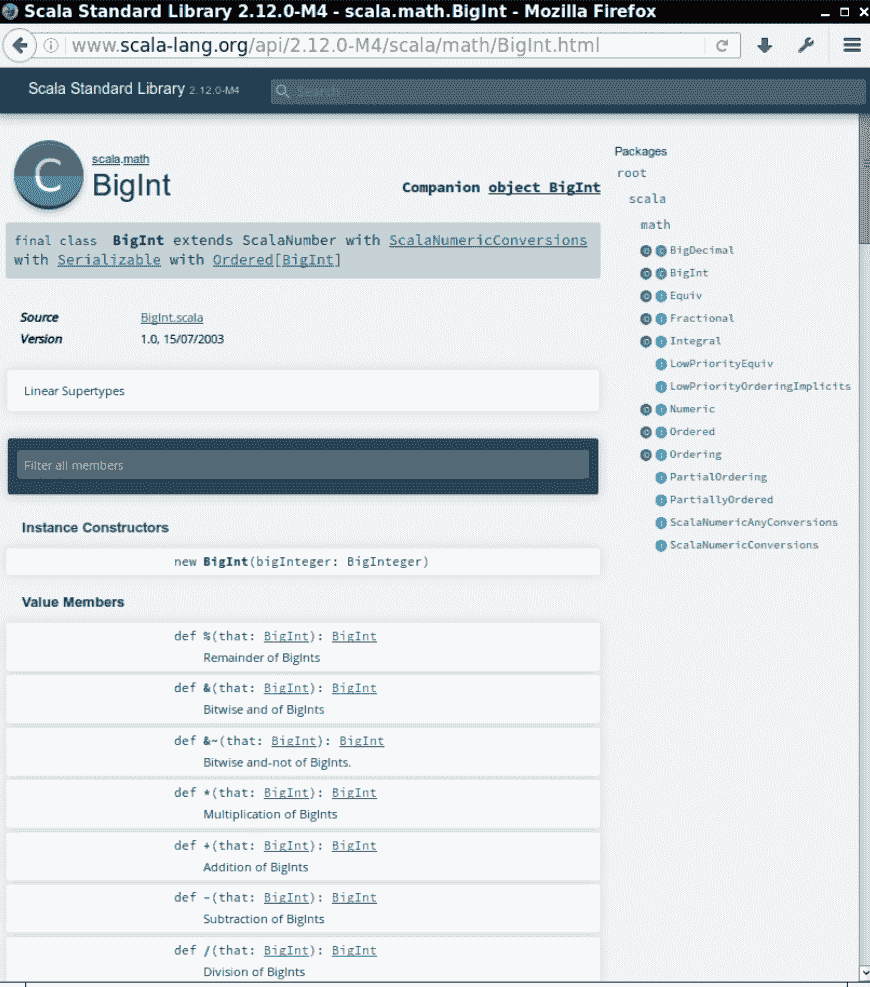 Scala Standard Library 2.12.0-M4 - scala.math.BigInt - Mozilla Firefox
www.scala-lang.org/api/2.12.0-M4/scala/math/BigInt.html
Scala Standard Library 2.12.0-M4
Search
C
scala.math
BigInt
Companion object BigInt
final class BigInt extends ScalaNumber with ScalaNumericConversions
with Serializable with Ordered[BigInt]
Source BigInt.scala
Version 1.0, 15/07/2003
Linear Supertypes
Filter all members
Instance Constructors
new BigInt(bigInteger: BigInteger)
Value Members
def %(that: BigInt): BigInt
Remainder of BigInts
def &(that: BigInt): BigInt
Bitwise and of BigInts
def &~(that: BigInt): BigInt
Bitwise and-not of BigInts.
def *(that: BigInt): BigInt
Multiplication of BigInts
def +(that: BigInt): BigInt
Addition of BigInts
def -(that: BigInt): BigInt
Subtraction of BigInts
def /(that: BigInt): BigInt
Division of BigInts
Packages
root
scala
math
BigDecimal
BigInt
Equiv
Fractional
Integral
LowPriorityEquiv
LowPriorityOrderingImplicits
Numeric
Ordered
Ordering
PartialOrdering
PartiallyOrdered
ScalaNumericAnyConversions
ScalaNumericConversions